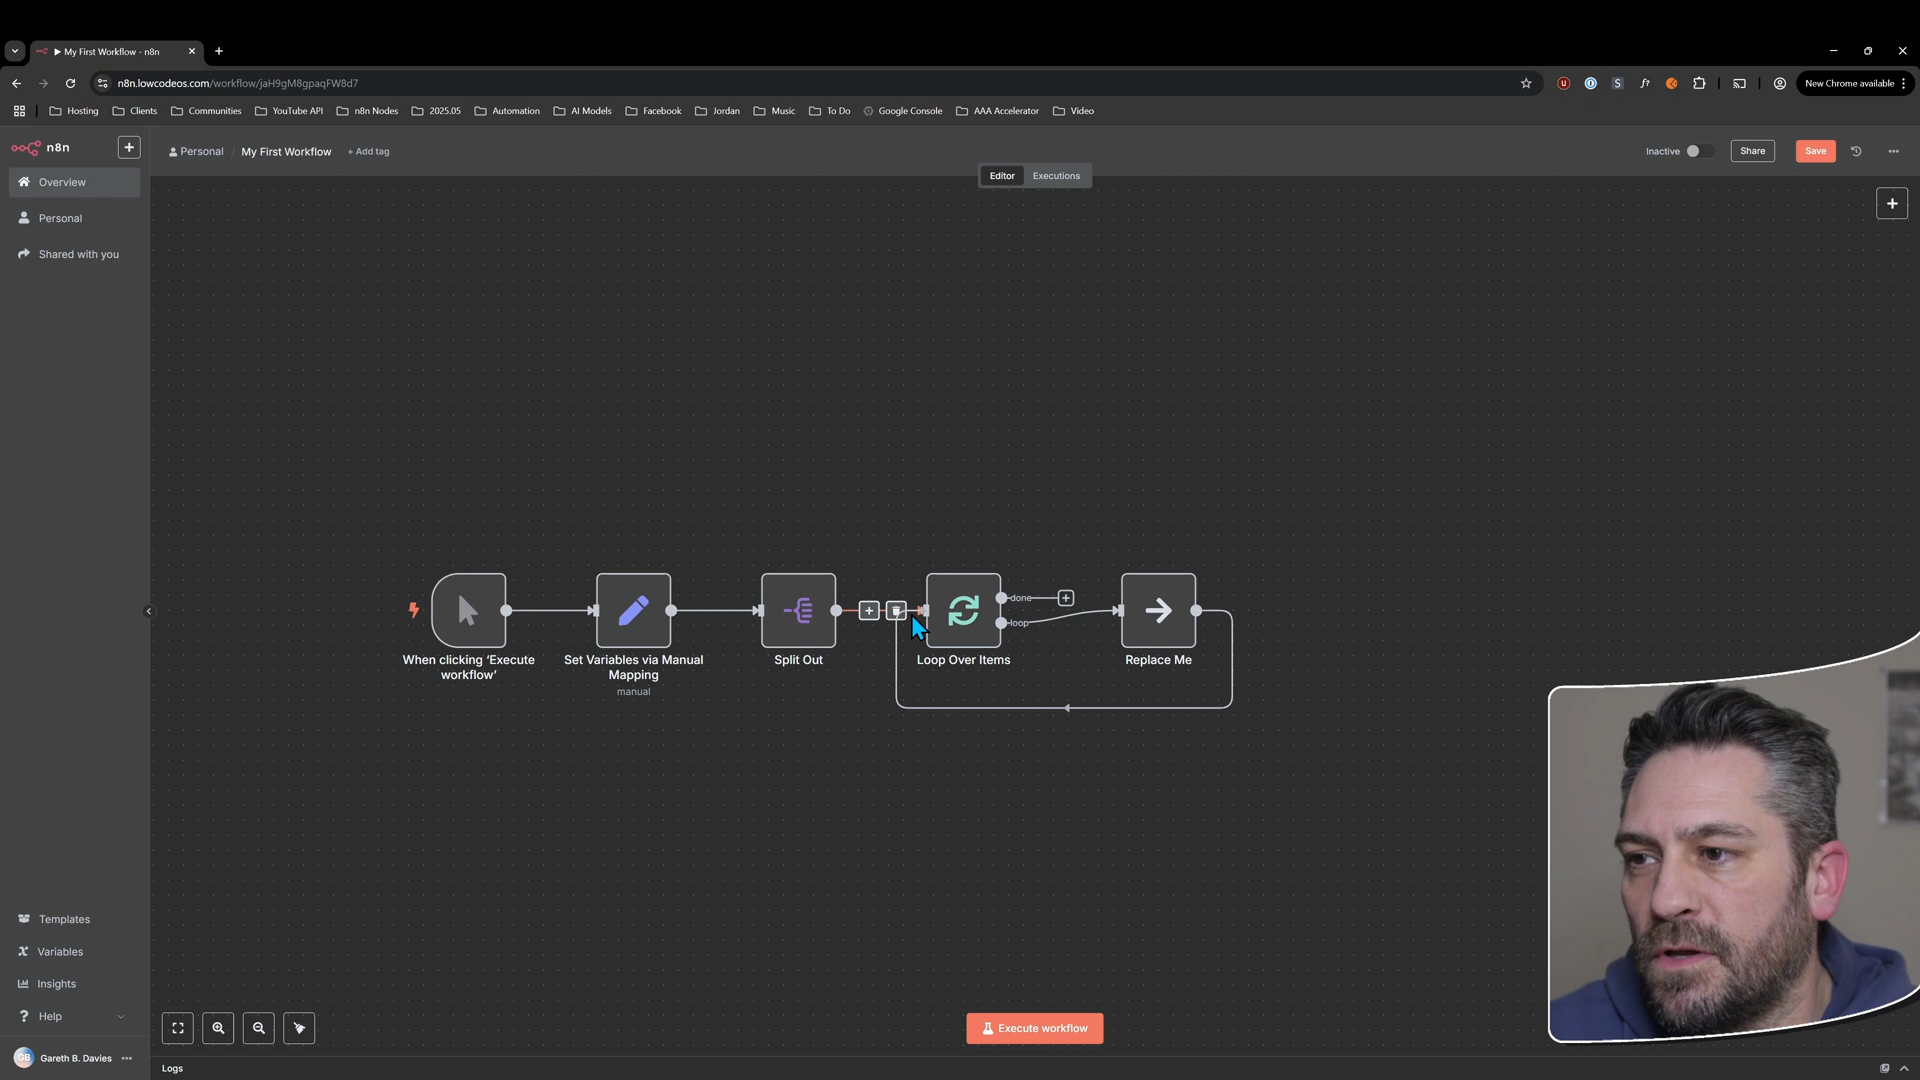 My First Workflow - n8n
n8n.lowcodeos.com/workflow/jaH9gM8gpaqFW8d7
New Chrome available
Hosting
Clients
Communities
YouTube API
n8n Nodes
2025.05
Automation
AI Models
Facebook
Jordan
Music
To Do
Google Console
AAA Accelerator
Video
n8n
Personal / My First Workflow + Add tag
Inactive
Share
Save
Editor
Executions
Overview
Personal
Shared with you
done
loop
When clicking ‘Execute
workflow’
Set Variables via Manual
Mapping
manual
Split Out
Loop Over Items
Replace Me
Templates
Variables
Insights
Help
Execute workflow
GB Gareth B. Davies
Logs